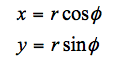 x = r cosϕ
y = r sinϕ